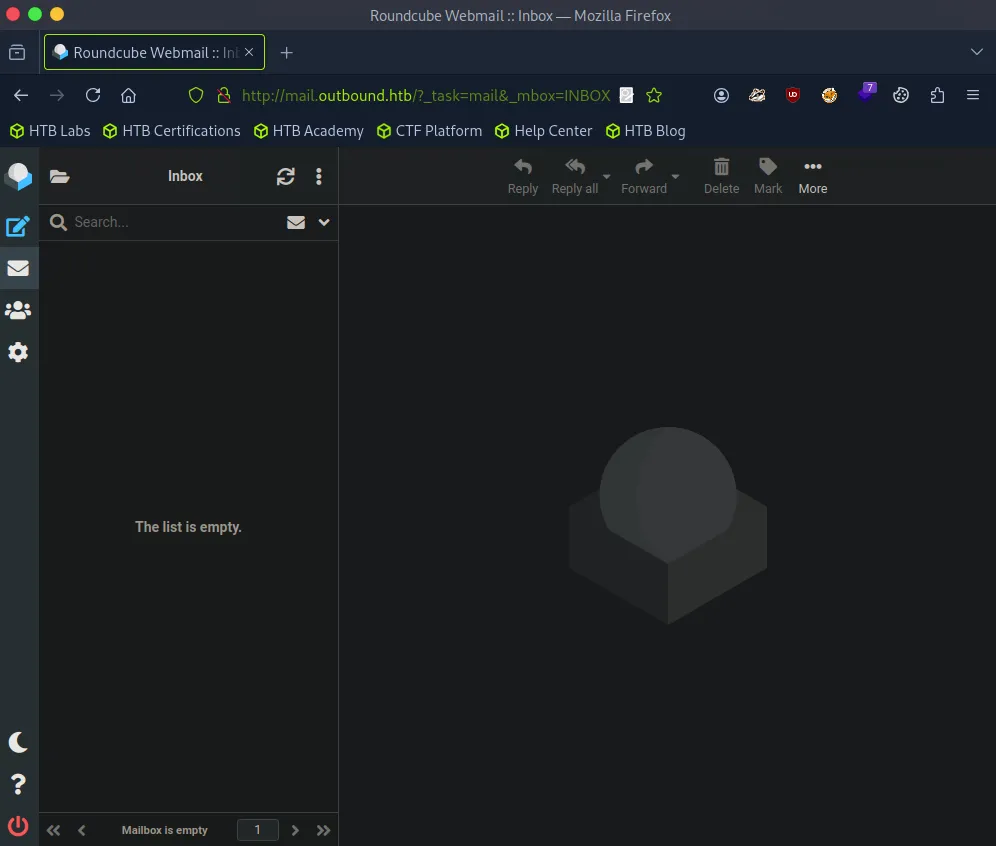 Roundcube Webmail :: Inbox — Mozilla Firefox
Roundcube Webmail :: In
http://mail.outbound.htb/?_task=mail&_mbox=INBOX
7
HTB Labs HTB Certifications HTB Academy CTF Platform Help Center HTB Blog
Inbox
Reply Reply all Forward Delete Mark More
Search...
The list is empty.
Mailbox is empty 1